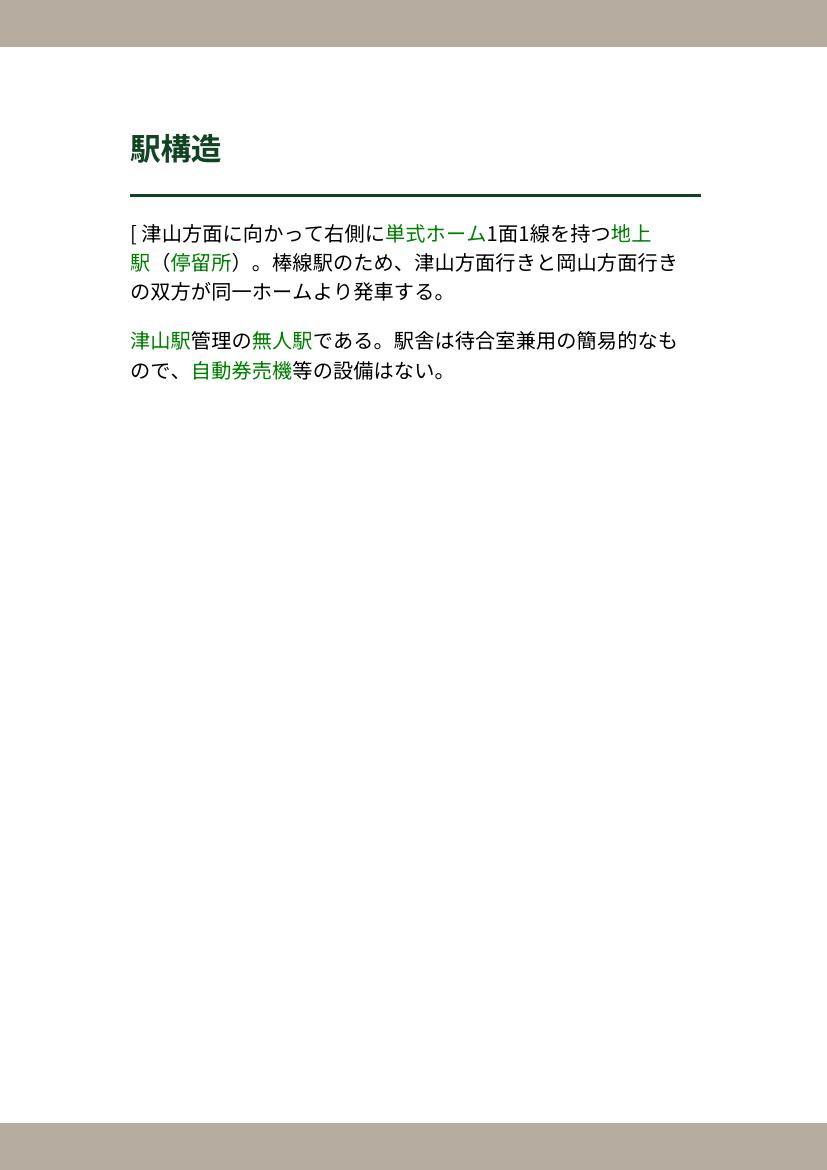 駅構造
[ 津山方面に向かって右側に単式ホーム1面1線を持つ地上
駅（停留所）。棒線駅のため、津山方面行きと岡山方面行き
の双方が同一ホームより発車する。
津山駅管理の無人駅である。駅舎は待合室兼用の簡易的なも
ので、自動券売機等の設備はない。